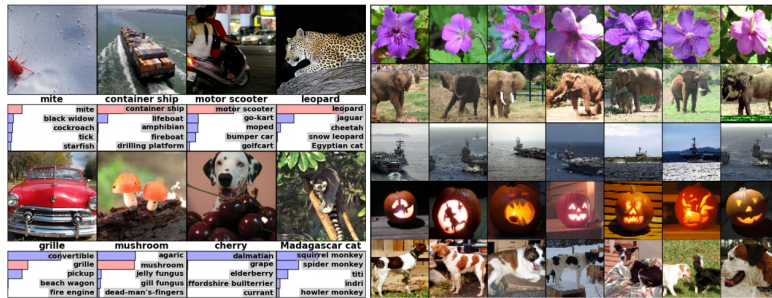 mite
container ship
motor scooter
leopard
mite
black widow
cockroach
tick
starfish
container ship
lifeboat
amphibian
fireboat
drilling platform
motor scooter
go-kart
moped
bumper car
golfcart
leopard
jaguar
cheetah
snow leopard
Egyptian cat
grille
mushroom
cherry
Madagascar cat
convertible
grille
pickup
beach wagon
fire engine
agaric
mushroom
jelly fungus
gill fungus
dead-man's-fingers
dalmatian
grape
elderberry
ffordshire bullterrier
currant
squirrel monkey
spider monkey
titi
indri
howler monkey